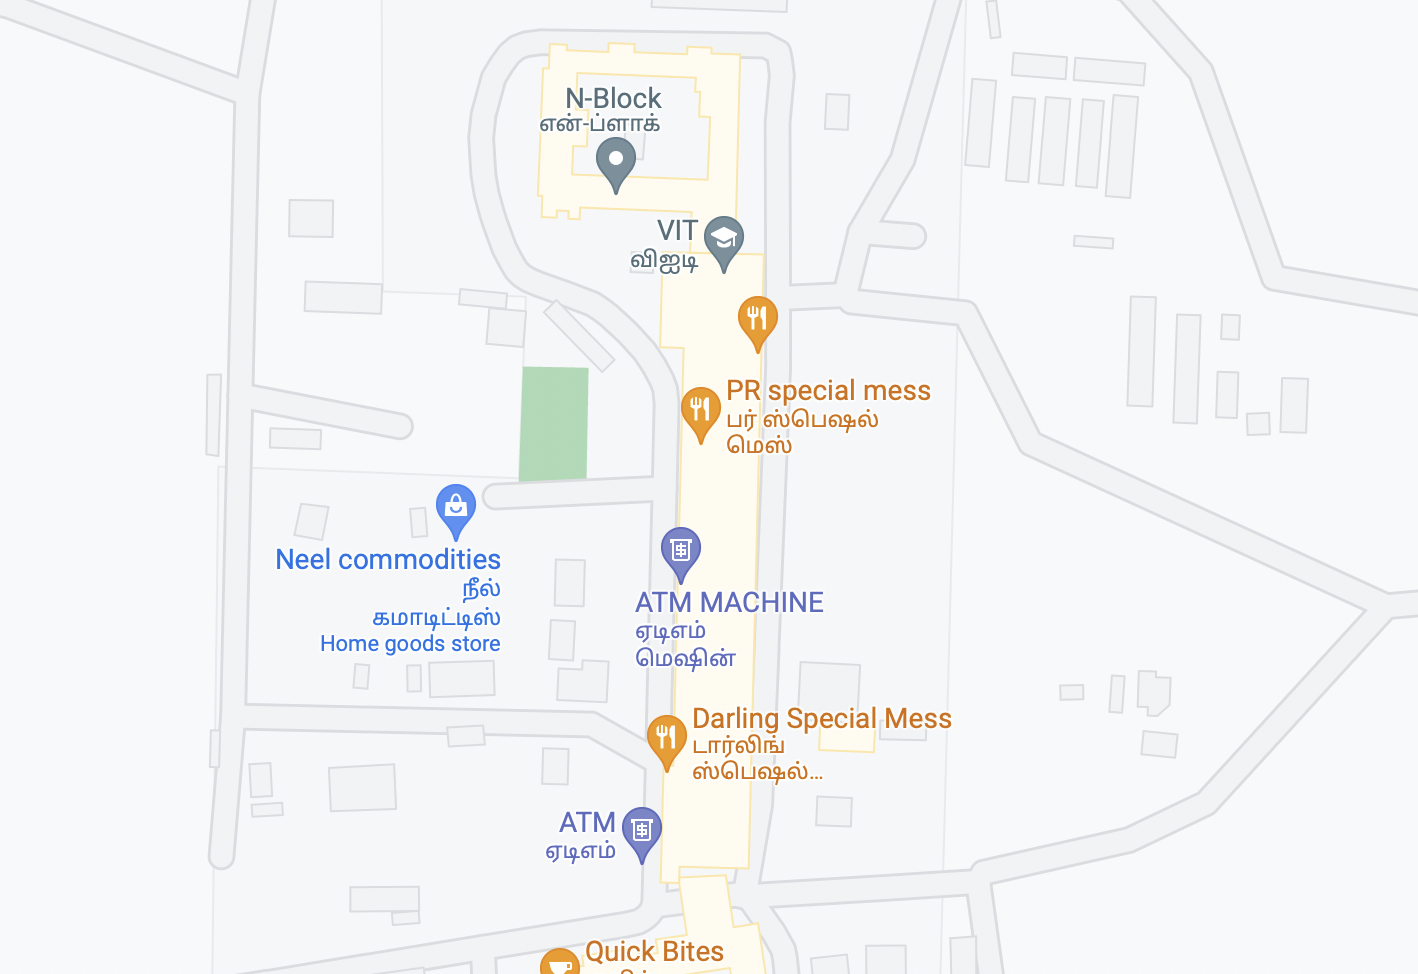 N-Block
என்-ப்ளாக்
VIT
விஐடி
PR special mess
பர் ஸ்பெஷல்
மெஸ்
Neel commodities
நீல்
கமாடிட்டிஸ்
Home goods store
ATM MACHINE
ஏடிஎம்
மெஷின்
Darling Special Mess
டார்லிங்
ஸ்பெஷல்...
ATM
ஏடிஎம்
Quick Bites